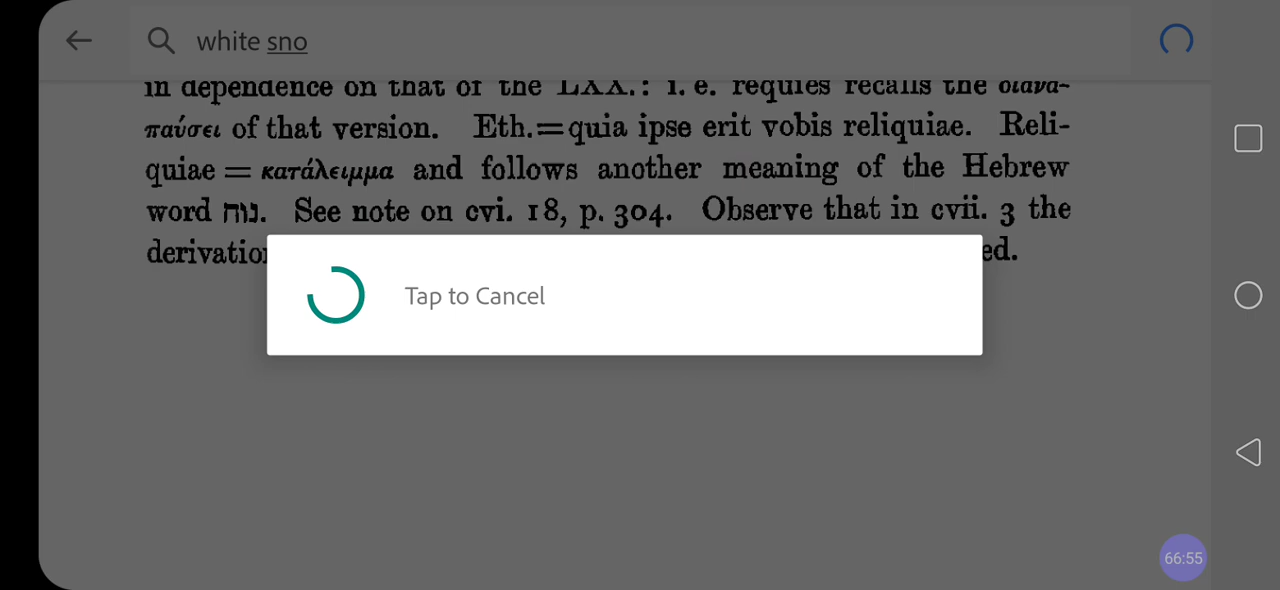 white sno
in dependence on that of the LXX.: i. e. requies recalls the διανα-
παύσει of that version. Eth.=quia ipse erit vobis reliquiae. Reli-
quiae = κατάλειμμα and follows another meaning of the Hebrew
word נוח. See note on cvi. 18, p. 304. Observe that in cvii. 3 the
Tap to Cancel
66:55